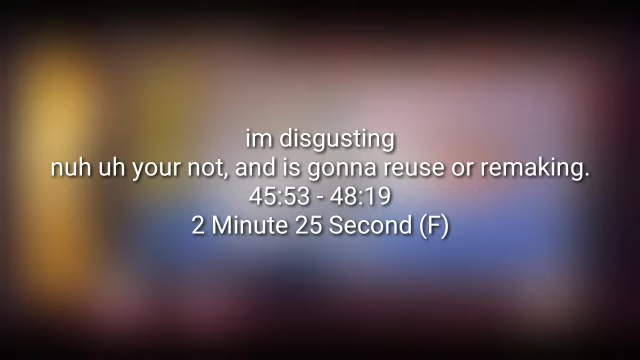 im disgusting
nuh uh your not, and is gonna reuse or remaking.
45:53 - 48:19
2 Minute 25 Second (F)